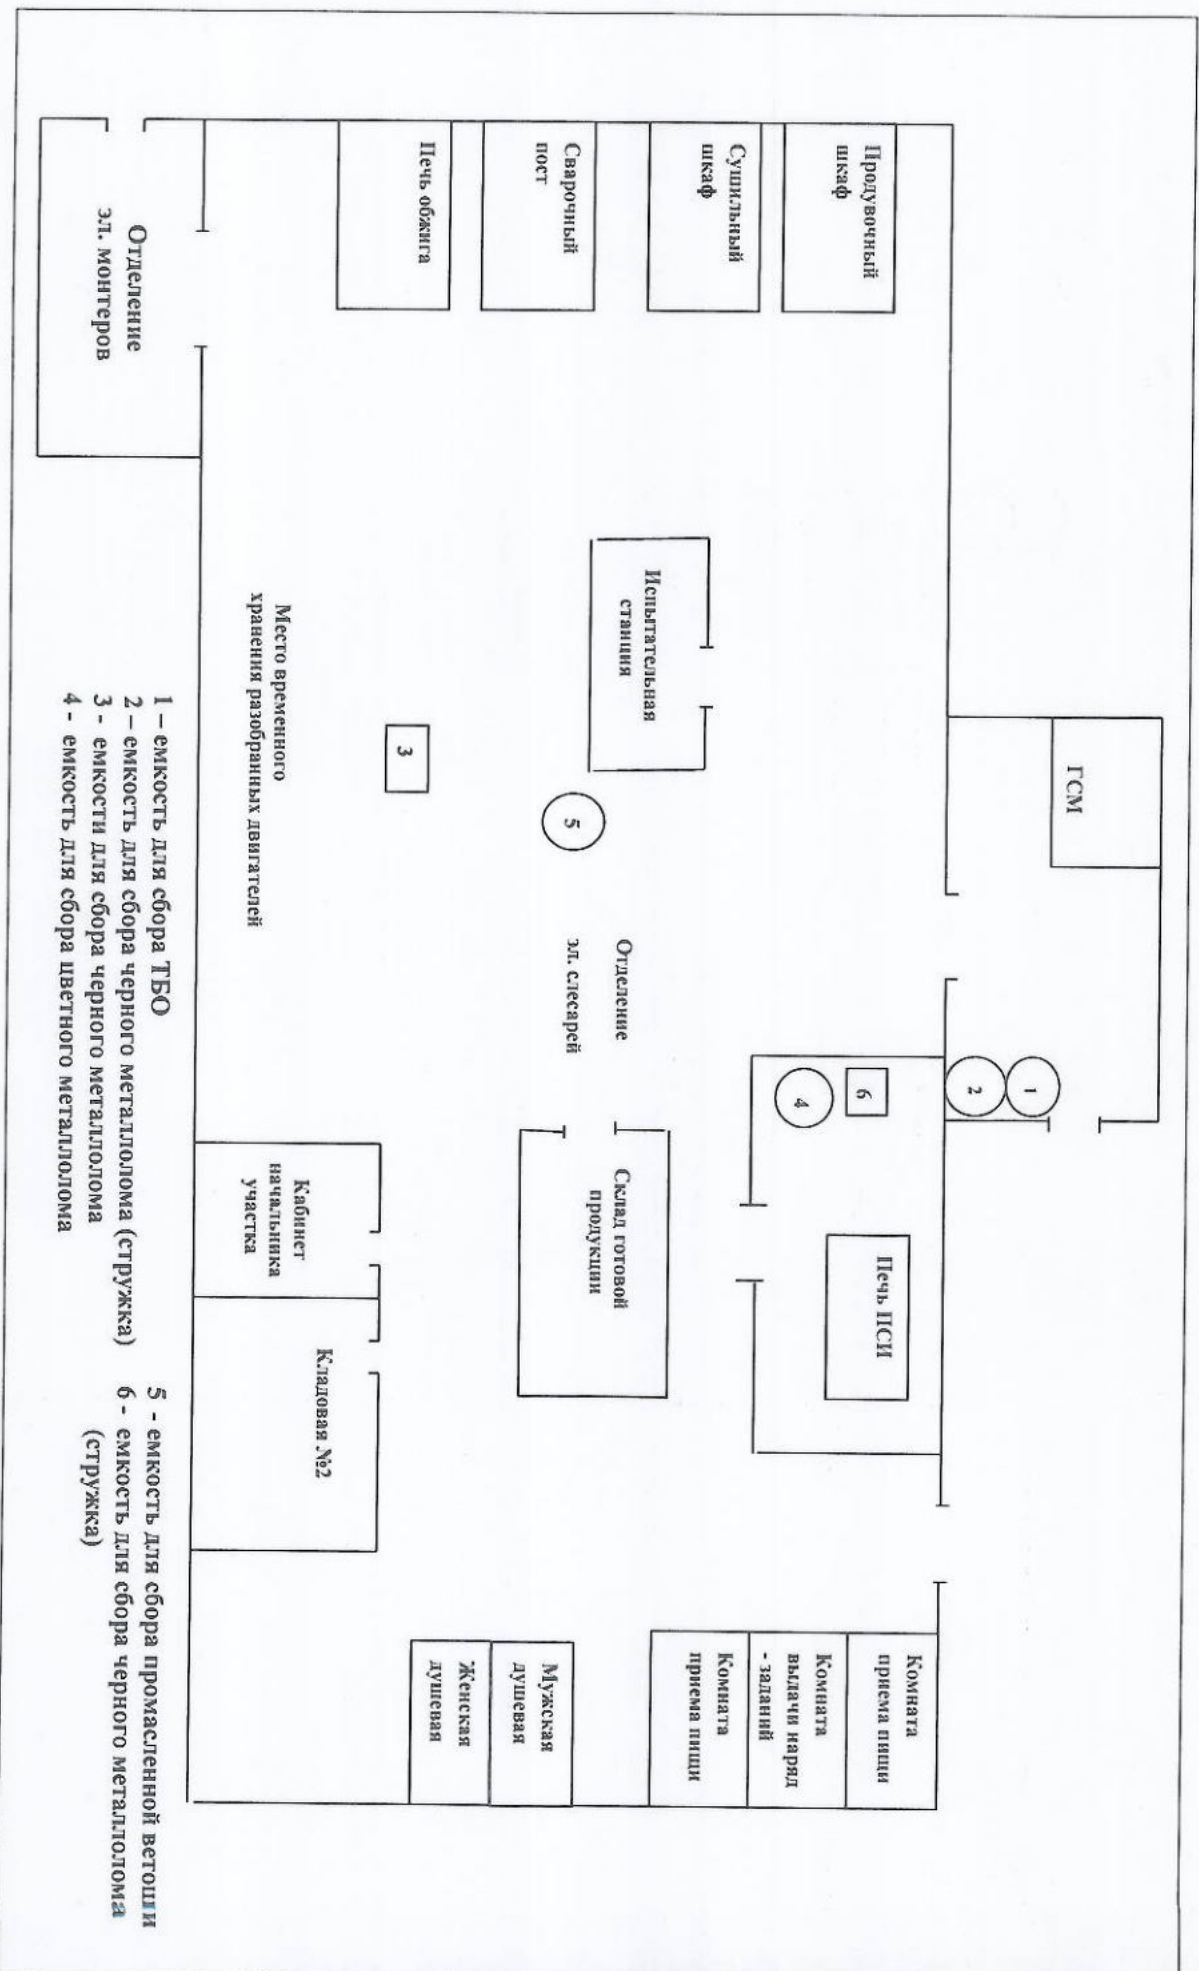 ГСМ
1
2
Продувочный
шкаф
Сушильный
шкаф
Сварочный
пост
Печь обжига
Отделение
эл. монтеров
Испытательная
станция
5
3
Место временного
хранения разобранных двигателей
Отделение
эл. слесарей
6
4
Печь ПСИ
Склад готовой
продукции
Кабинет
начальника
участка
Кладовая №2
Комната
приема пищи
Комната
выдачи наряд
- заданий
Комната
приема пищи
Мужская
душевая
Женская
душевая
1 – емкость для сбора ТБО
2 – емкость для сбора черного металлолома (стружка)
3 - емкости для сбора черного металлолома
4 - емкость для сбора цветного металлолома
5 - емкость для сбора промасленной ветоши
6 - емкость для сбора черного металлолома
(стружка)